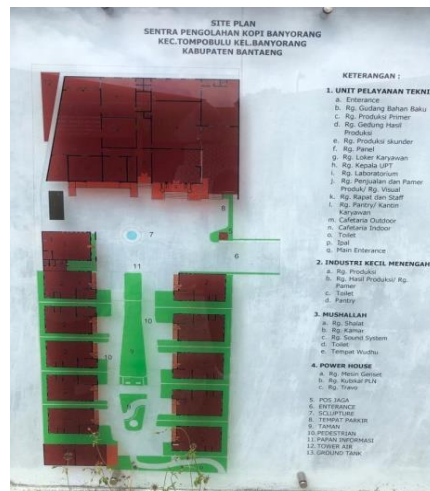 SITE PLAN
SENTRA PENGOLAHAN KOPI BANYORANG
KEC.TOMPOBULU KEL.BANYORANG
KABUPATEN BANTAENG
KETERANGAN :
1. UNIT PELAYANAN TEKNI
a. Enterance
b. Rg. Gudang Bahan Baku
c. Rg. Produksi Primer
d. Rg. Gedung Hasil
Produksi
e. Rg. Produksi skunder
f. Rg. Panel
g. Rg. Loker Karyawan
h. Rg. Kepala UPT
i. Rg. Laboratorium
j. Rg. Penjualan dan Pamer
Produk/ Rg. Visual
k. Rg. Rapat dan Staff
l. Rg. Pantry/ Kantin
Karyawan
m. Cafetaria Outdoor
n. Cafetaria Indoor
o. Toilet
p. Ipal
q. Main Enterance
2. INDUSTRI KECIL MENENGAH
a. Rg. Produksi
b. Rg. Hasil Produksi/ Rg.
Pamer
c. Toilet
d. Pantry
3. MUSHALLAH
a. Rg. Shalat
b. Rg. Kamar
c. Rg. Sound System
d. Toilet
e. Tempat Wudhu
4. POWER HOUSE
a. Rg. Mesin Genset
b. Rg. Kubikal PLN
c. Rg. Travo
5. POS JAGA
6. ENTERANCE
7. SCLUPTURE
8. TEMPAT PARKIR
9. TAMAN
10.PEDESTRIAN
11.PAPAN INFORMASI
12.TOWER AIR
13.GROUND TANK
8
7
6
11
10
10
9